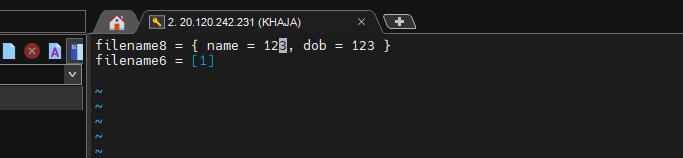 2. 20.120.242.231 (KHAJA)
filename8 = { name = 123, dob = 123 }
filename6 = [1]
~
~
~
~
~